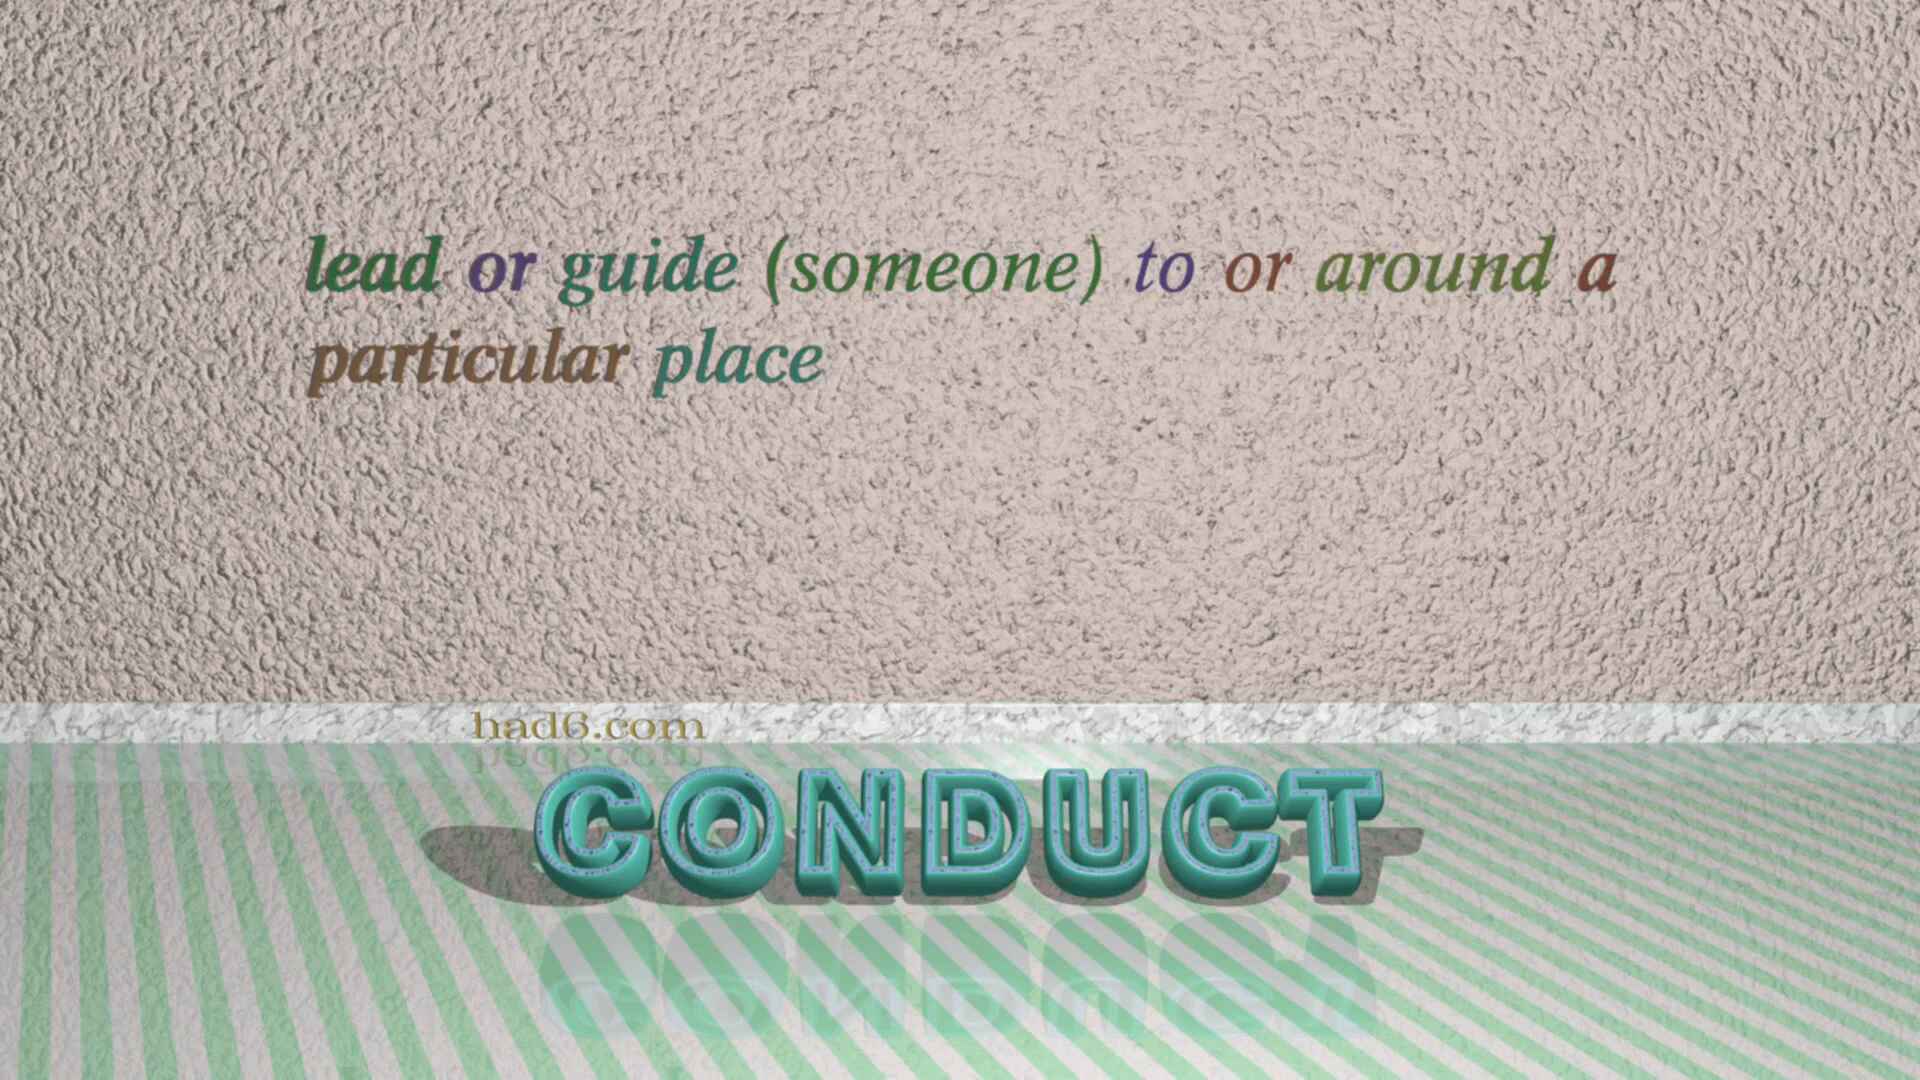 lead or guide (someone) to or around a
particular place
had6.com
CONDUCT